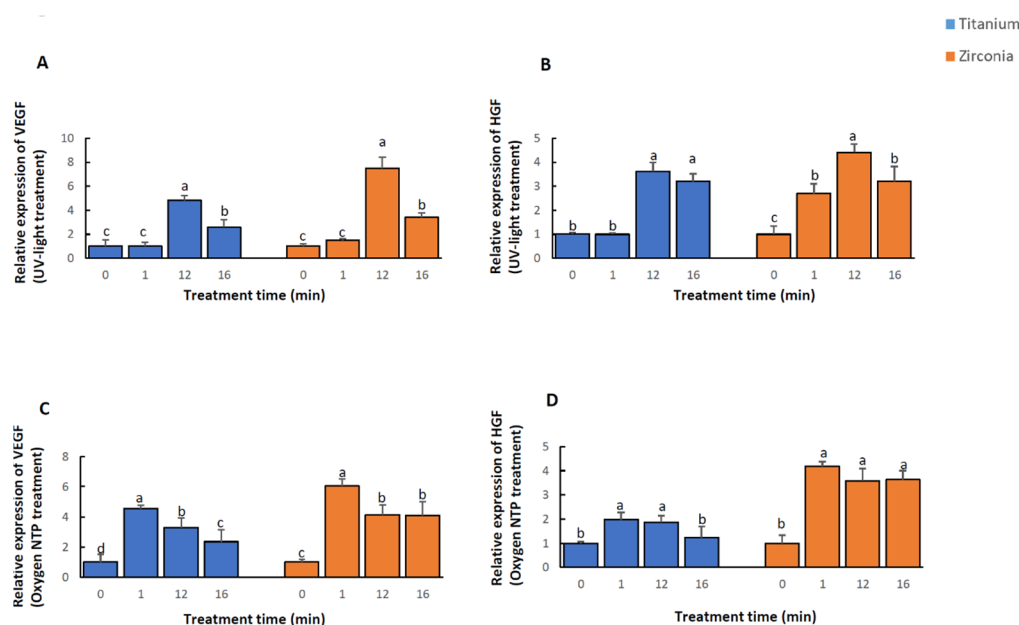 Titanium
Zirconia
A
Relative expression of VEGF
(UV-light treatment)
10
8
6
4
2
0
c
c
a
b
c
c
a
b
0 1 12 16 0 1 12 16
Treatment time (min)
B
Relative expression of HGF
(UV-light treatment)
5
4
3
2
1
0
b
b
a
a
c
b
a
b
0 1 12 16 0 1 12 16
Treatment time (min)
C
Relative expression of VEGF
(Oxygen NTP treatment)
8
6
4
2
0
d
a
b
c
c
a
b
b
0 1 12 16 0 1 12 16
Treatment time (min)
D
Relative expression of HGF
(Oxygen NTP treatment)
5
4
3
2
1
0
b
a
a
b
b
a
a
a
0 1 12 16 0 1 12 16
Treatment time (min)